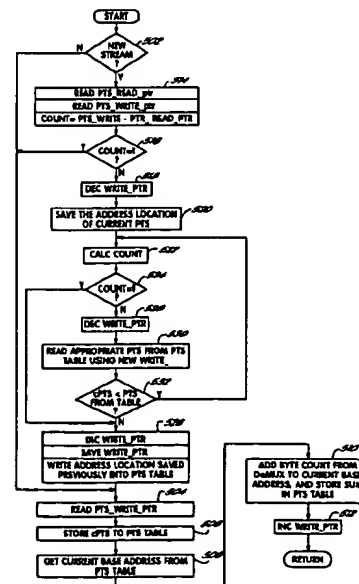 START
NEW
STREAM
?
N
Y
READ PTS_READ_ptr
READ PTS_WRITE_ptr
COUNT= PTS_WRITE - PTR_READ_PTR
Y
COUNT=1
?
N
DEC WRITE_PTR
SAVE THE ADDRESS LOCATION
OF CURRENT PTS
CALC COUNT
Y
COUNT=1
?
N
DEC WRITE_PTR
READ APPROPRIATE PTS FROM PTS
TABLE USING NEW WRITE_
CPTS < PTS
FROM TABLE
?
Y
N
INC WRITE_PTR
SAVE WRITE_PTR
WRITE ADDRESS LOCATION SAVED
PREVIOUSLY INTO PTS TABLE
READ PTS_WRITE_PTR
STORE cPTS TO PTS TABLE
GET CURRENT BASE ADDRESS FROM
PTS TABLE
ADD BYTE COUNT FROM
DeMUX TO CURRENT BASE
ADDRESS, AND STORE SUM
IN PTS TABLE
INC WRITE_PTR
RETURN